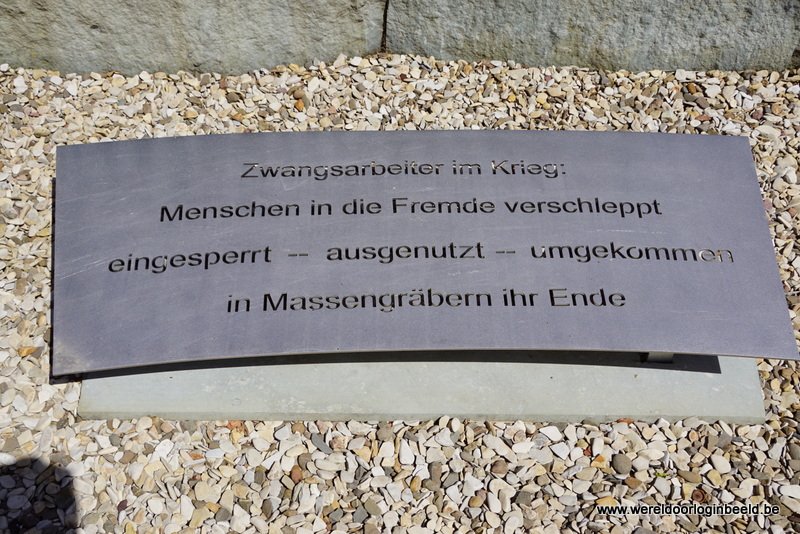 Zwangsarbeiter im Krieg:
Menschen in die Fremde verschleppt
eingesperrt -- ausgenutzt -- umgekommen
in Massengräbern ihr Ende
www.wereldoorloginbeeld.be